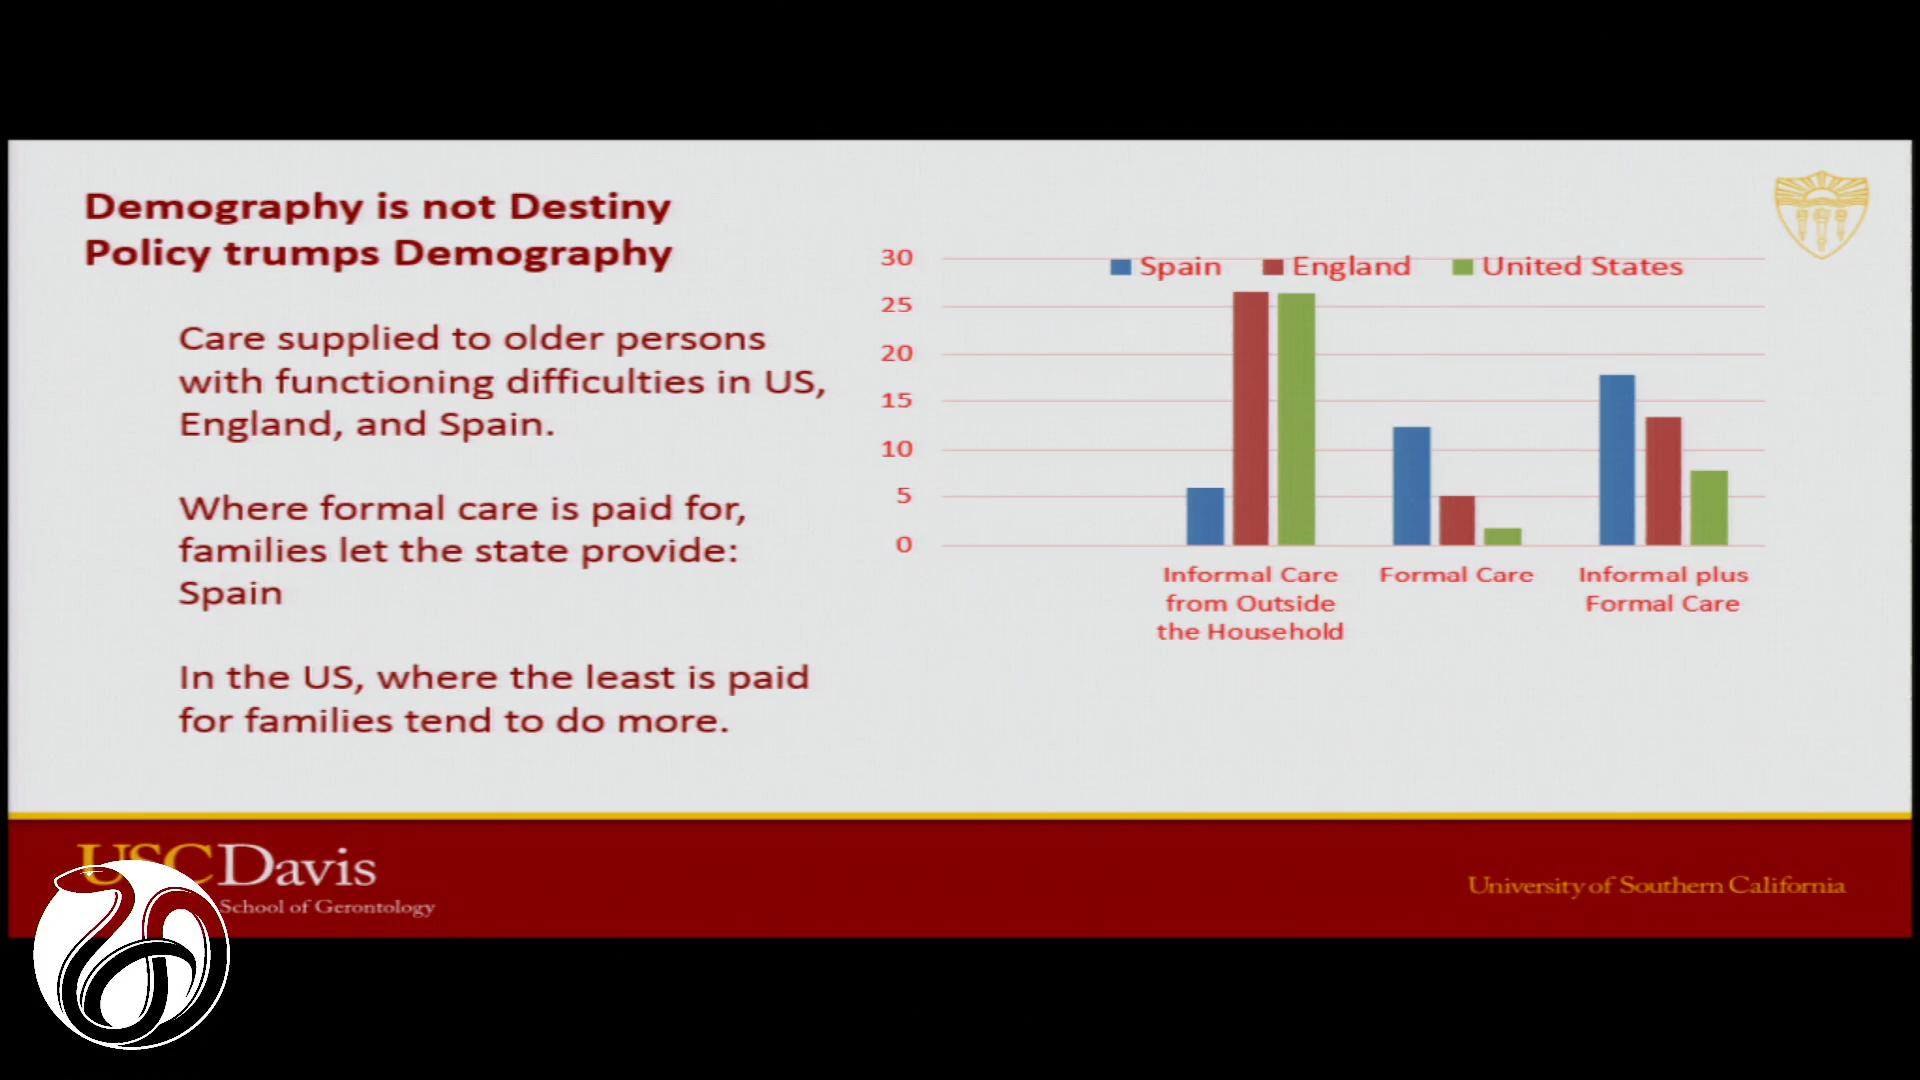 Demography is not Destiny
Policy trumps Demography
Care supplied to older persons
with functioning difficulties in US,
England, and Spain.
Where formal care is paid for,
families let the state provide:
Spain
In the US, where the least is paid
for families tend to do more.
Spain England United States
30
25
20
15
10
5
0
Informal Care
from Outside
the Household
Formal Care
Informal plus
Formal Care
USC Davis
School of Gerontology
University of Southern California